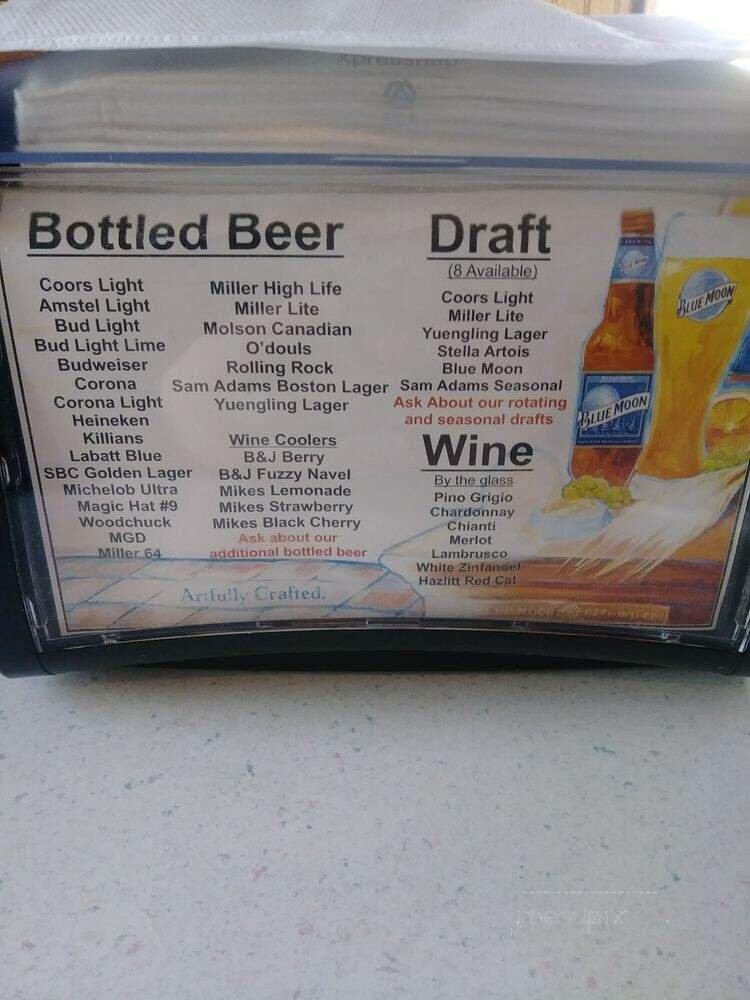 Xpressnap
SCA
Bottled Beer
Coors Light
Amstel Light
Bud Light
Bud Light Lime
Budweiser
Corona
Corona Light
Heineken
Killians
Labatt Blue
SBC Golden Lager
Michelob Ultra
Magic Hat #9
Woodchuck
MGD
Miller 64
Miller High Life
Miller Lite
Molson Canadian
O'douls
Rolling Rock
Sam Adams Boston Lager
Yuengling Lager
Wine Coolers
B&J Berry
B&J Fuzzy Navel
Mikes Lemonade
Mikes Strawberry
Mikes Black Cherry
Ask about our
additional bottled beer
Draft
(8 Available)
Coors Light
Miller Lite
Yuengling Lager
Stella Artois
Blue Moon
Sam Adams Seasonal
Ask About our rotating
and seasonal drafts
Wine
By the glass
Pino Grigio
Chardonnay
Chianti
Merlot
Lambrusco
White Zinfandel
Hazlitt Red Cat
BLUE MOON
BLUE MOON
Artfully Crafted.
menupix